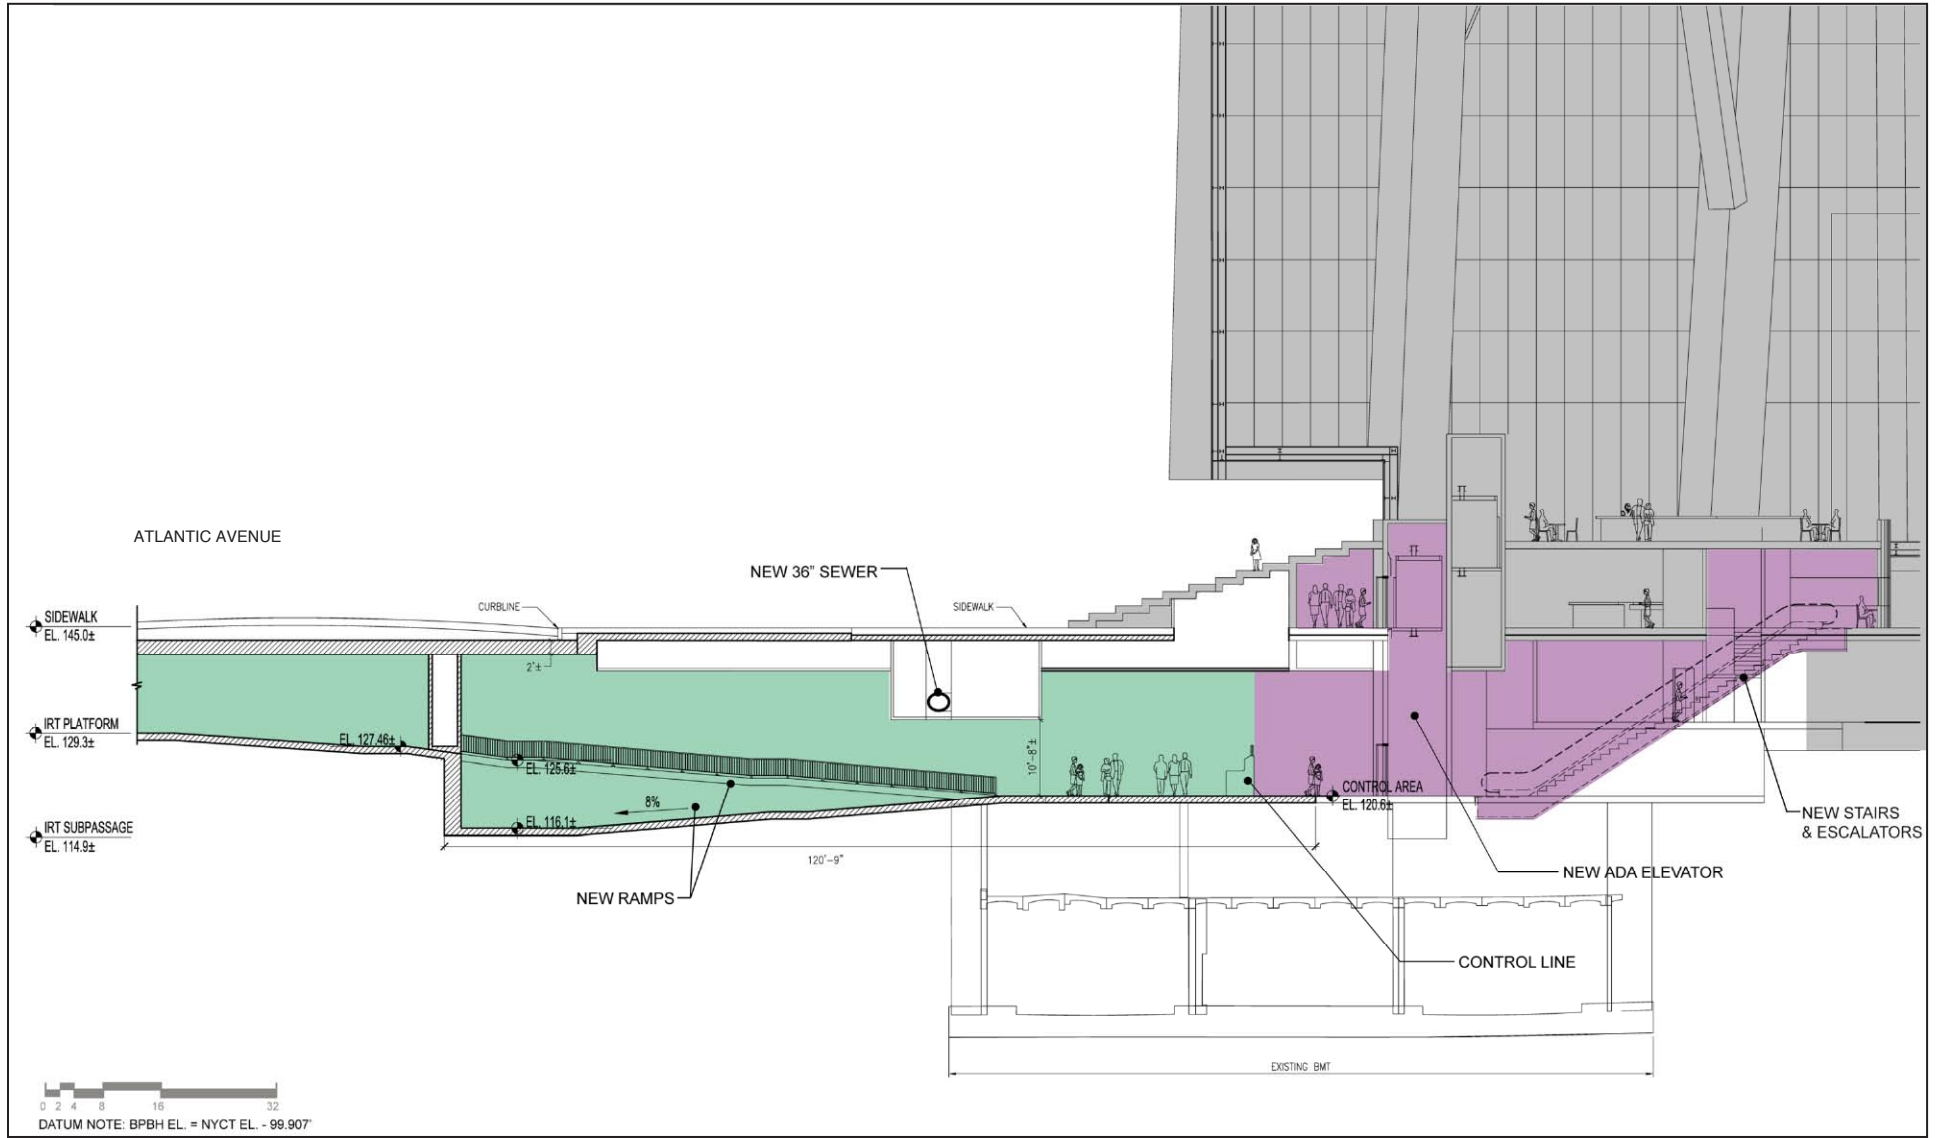 ATLANTIC AVENUE
NEW 36” SEWER
CURBLINE
SIDEWALK
SIDEWALK
EL. 145.0±
2'±
IRT PLATFORM
EL. 129.3±
EL. 127.46±
EL. 125.6±
10'-8"±
8%
CONTROL AREA
EL. 120.6±
EL. 116.1±
IRT SUBPASSAGE
EL. 114.9±
120'-9"
NEW STAIRS
& ESCALATORS
NEW RAMPS
NEW ADA ELEVATOR
CONTROL LINE
EXISTING BMT
0 2 4 8 16 32
DATUM NOTE: BPBH EL. = NYCT EL. - 99.907'